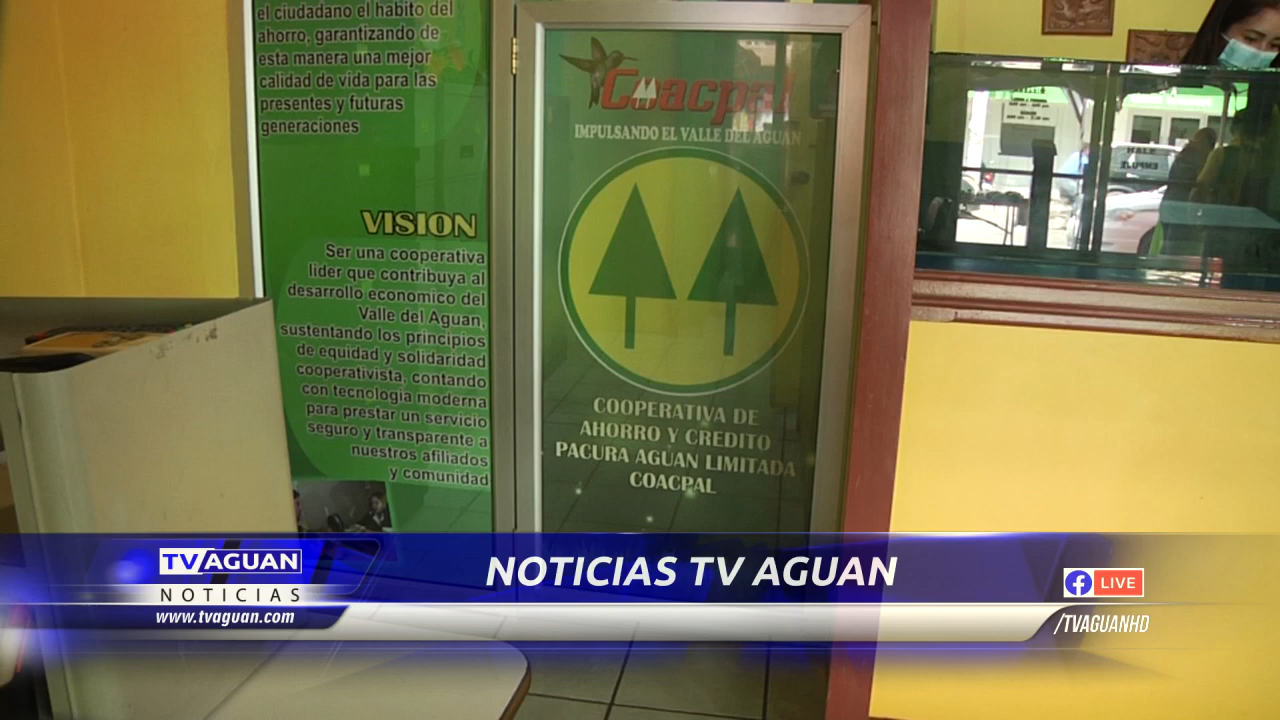 el ciudadano el habito del
ahorro, garantizando de
esta manera una mejor
calidad de vida para las
presentes y futuras
generaciones
VISION
Ser una cooperativa
lider que contribuya al
desarrollo economico del
Valle del Aguan,
sustentando los principios
de equidad y solidaridad
cooperativista, contando
con tecnologia moderna
para prestar un servicio
seguro y transparente a
nuestros afiliados
y comunidad
Coacpal
IMPULSANDO EL VALLE DEL AGUAN
COOPERATIVA DE
AHORRO Y CREDITO
PACURA AGUAN LIMITADA
COACPAL
HALE
EMPUJE
TV AGUAN
NOTICIAS
www.tvaguan.com
NOTICIAS TV AGUAN
LIVE
/TVAGUANHD